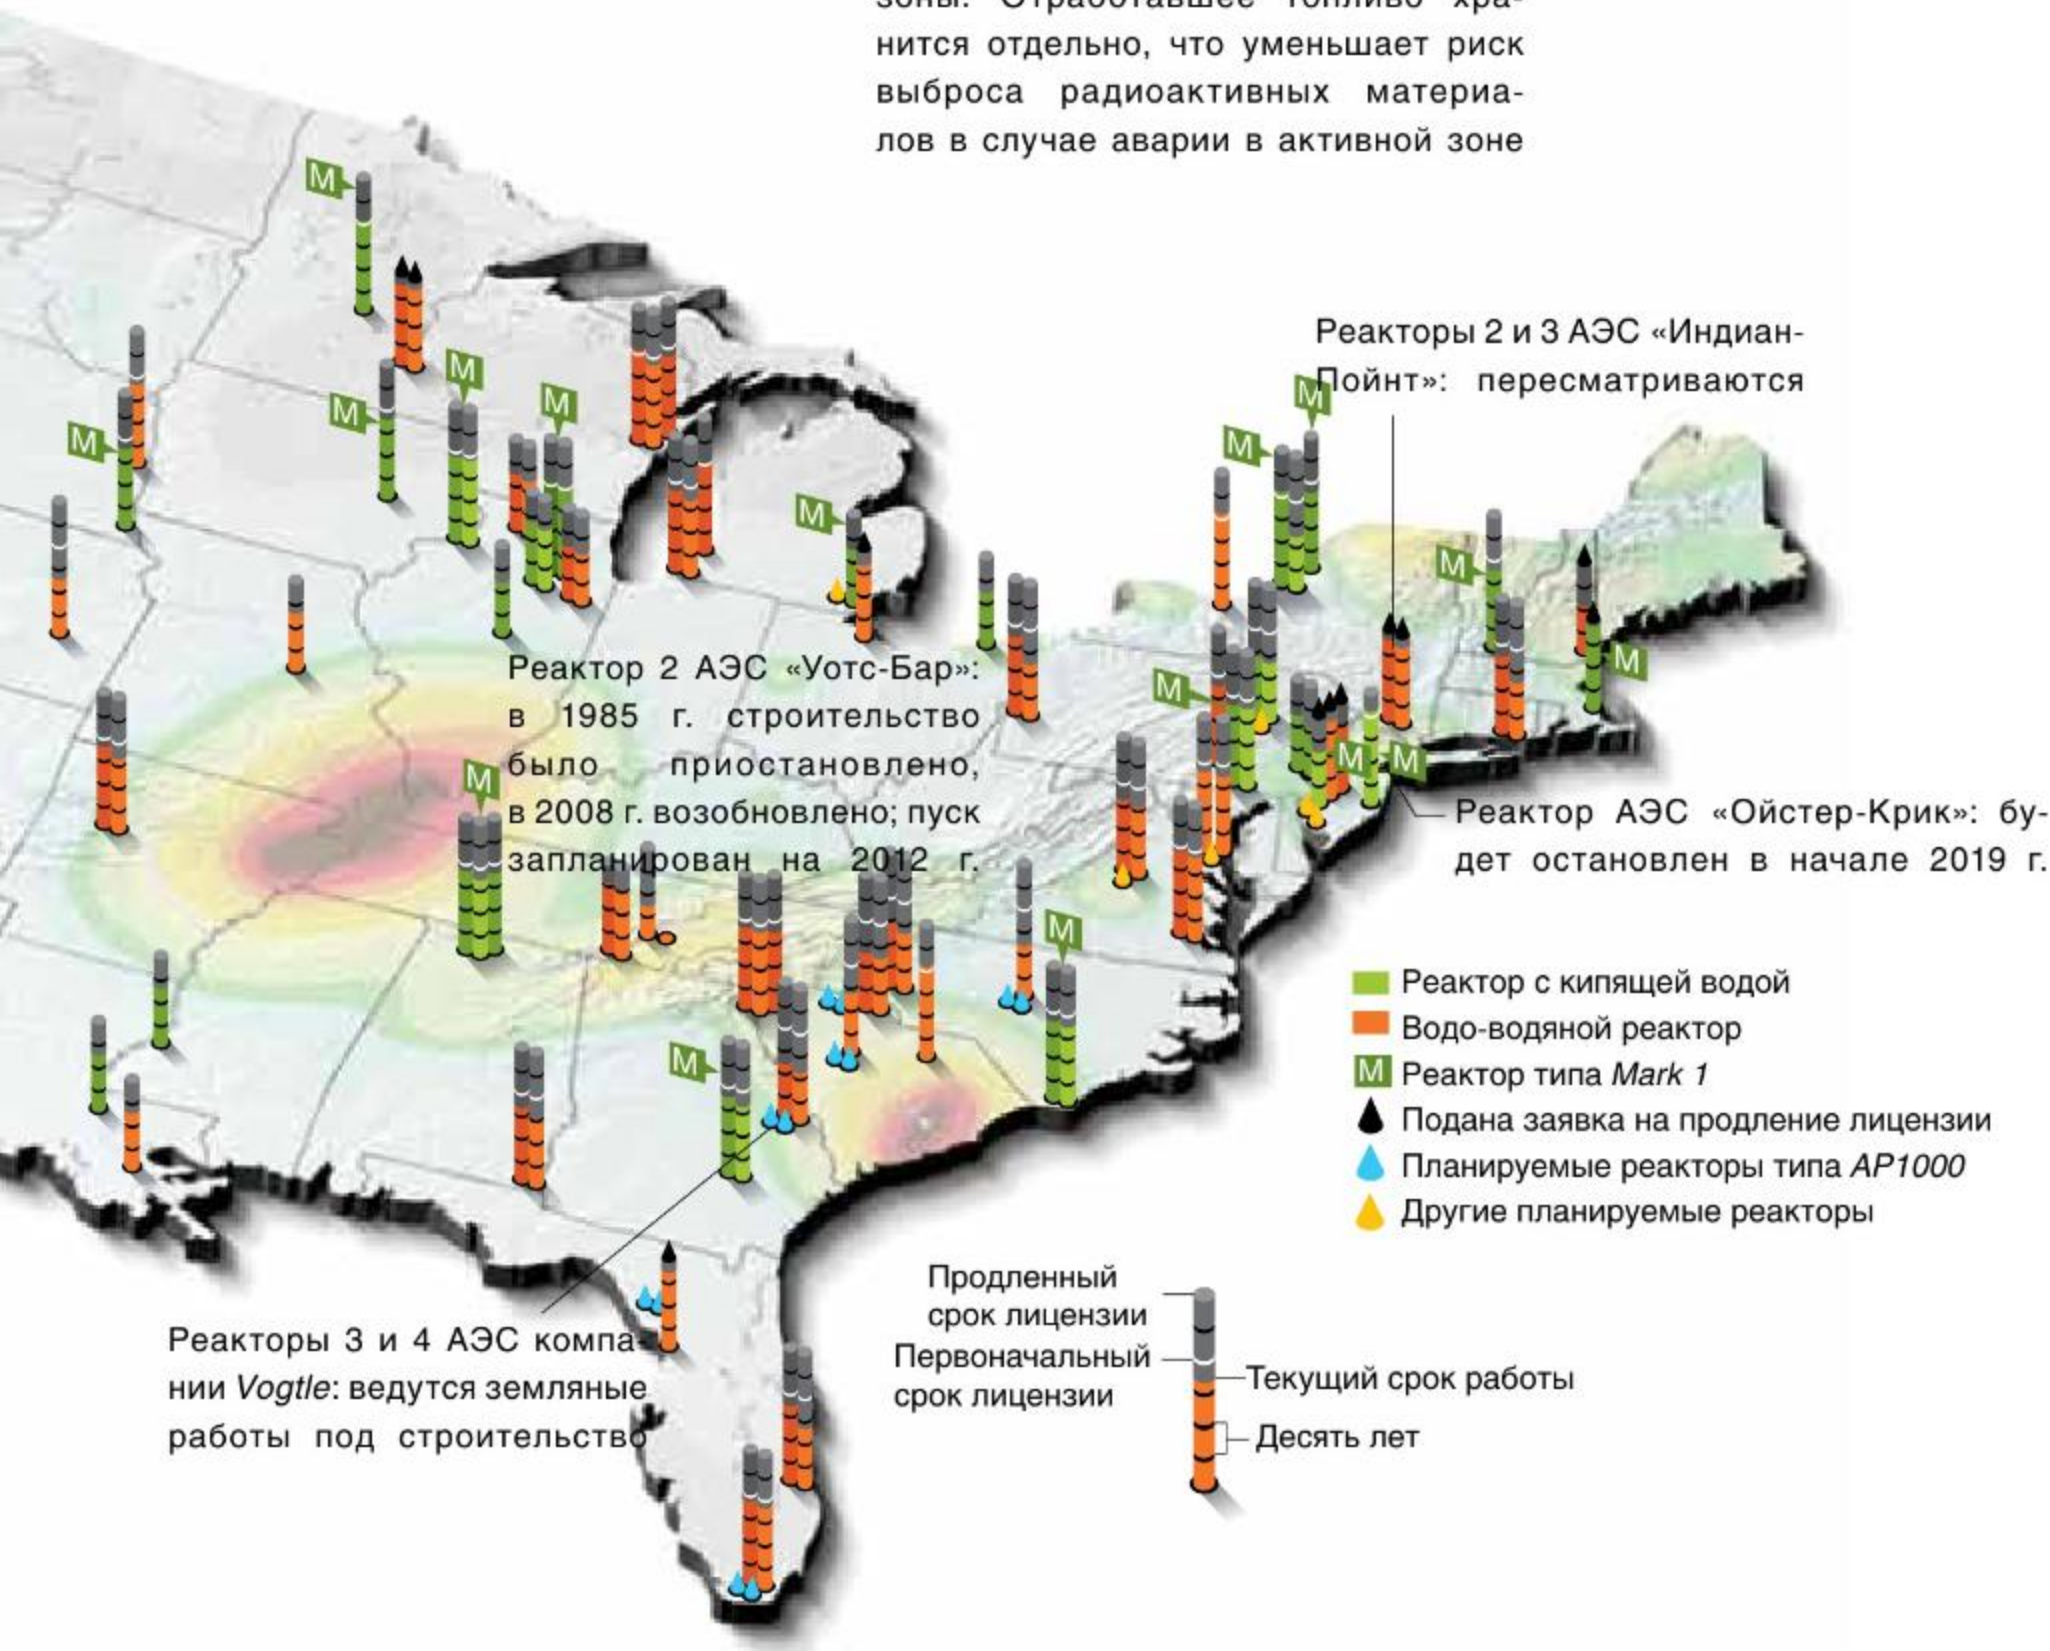 зоны. Отработавшее топливо хра-
нится отдельно, что уменьшает риск
выброса радиоактивных материа-
лов в случае аварии в активной зоне
M
Реакторы 2 и 3 АЭС «Индиан-
Пойнт»: пересматриваются
M
M
M
M
M
M
M
M
M
Реактор 2 АЭС «Уотс-Бар»:
в 1985 г. строительство
было приостановлено,
в 2008 г. возобновлено; пуск
запланирован на 2012 г.
M
M
M
M
M
Реактор АЭС «Ойстер-Крик»: бу-
дет остановлен в начале 2019 г.
M
M
Реактор с кипящей водой
Водо-водяной реактор
M Реактор типа Mark 1
Подана заявка на продление лицензии
Планируемые реакторы типа AP1000
Другие планируемые реакторы
Реакторы 3 и 4 АЭС компа-
нии Vogtle: ведутся земляные
работы под строительство
Продленный
срок лицензии
Первоначальный
срок лицензии
Текущий срок работы
Десять лет